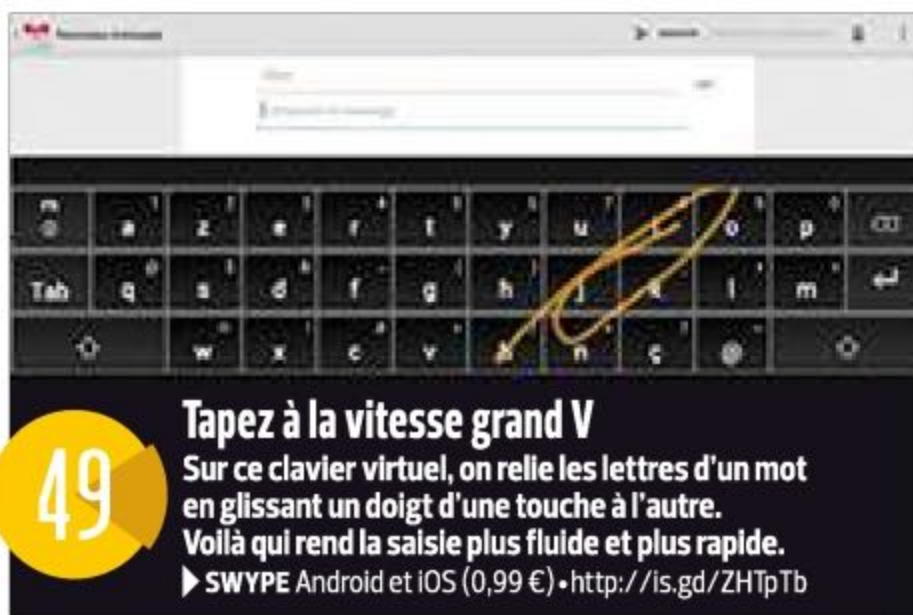 a z e r t y u o p
Tab q s d f g h j k l m
w x c v b n ç @
49
Tapez à la vitesse grand V
Sur ce clavier virtuel, on relie les lettres d'un mot
en glissant un doigt d'une touche à l'autre.
Voilà qui rend la saisie plus fluide et plus rapide.
▶ SWYPE Android et iOS (0,99 €) • http://is.gd/ZHTpTb